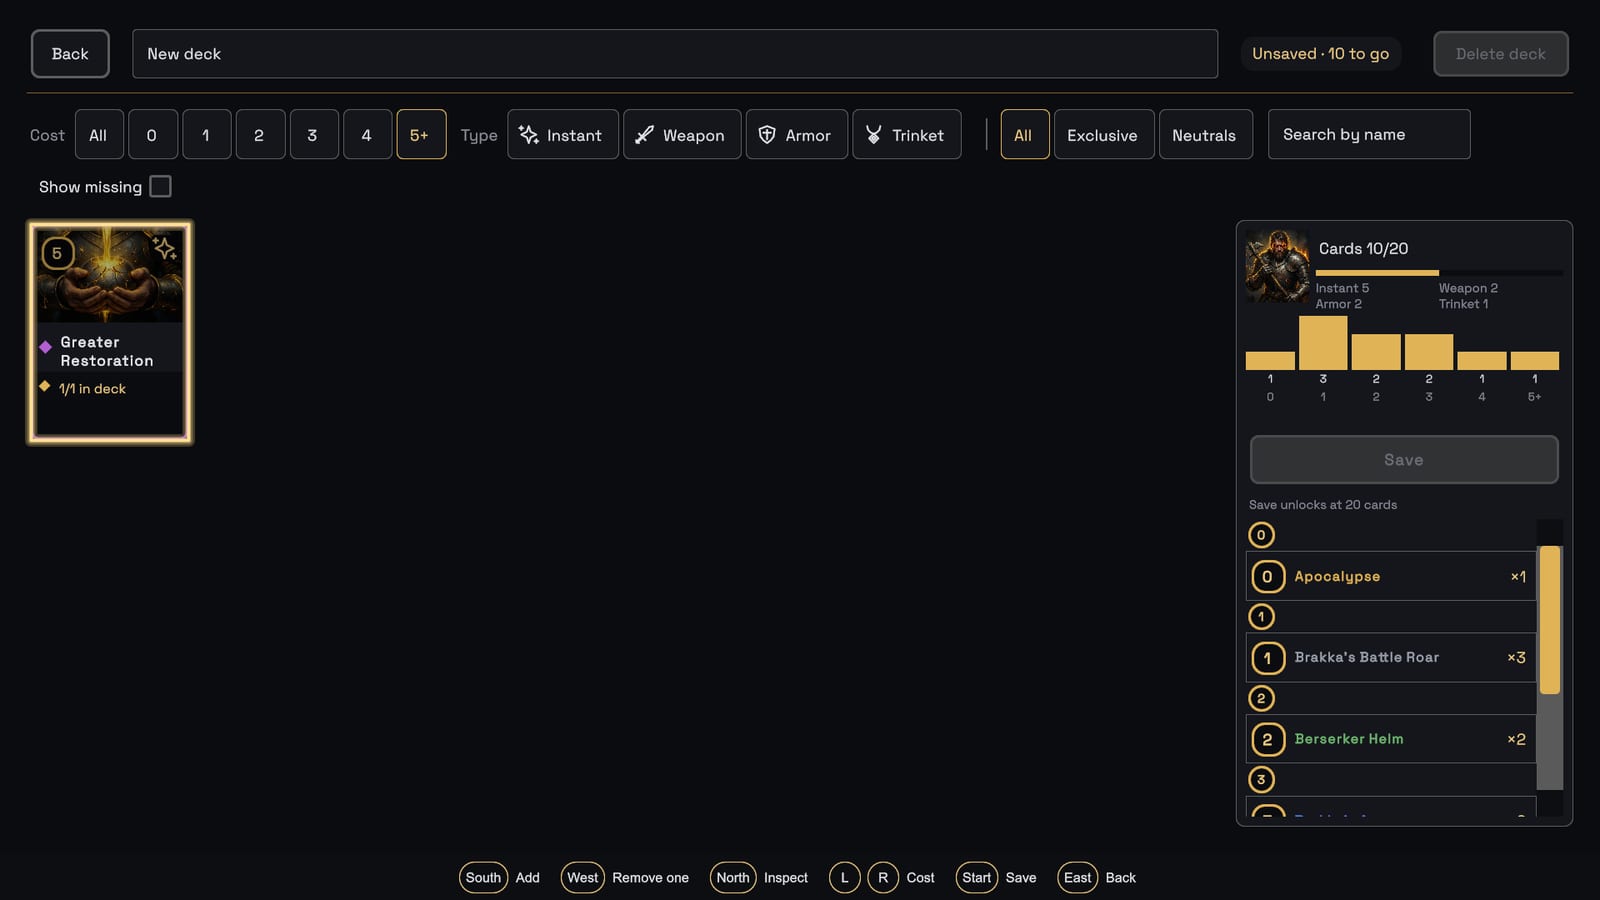 Back
New deck
Unsaved · 10 to go
Delete deck
Cost
All
0
1
2
3
4
5+
Type
Instant
Weapon
Armor
Trinket
All
Exclusive
Neutrals
Search by name
Show missing
5
Greater
Restoration
1/1 in deck
Cards 10/20
Instant 5
Weapon 2
Armor 2
Trinket 1
1 3 2 2 1 1
0 1 2 3 4 5+
Save
Save unlocks at 20 cards
0
0 Apocalypse ×1
1
1 Brakka's Battle Roar ×3
2
2 Berserker Helm ×2
3
South Add
West Remove one
North Inspect
L R Cost
Start Save
East Back